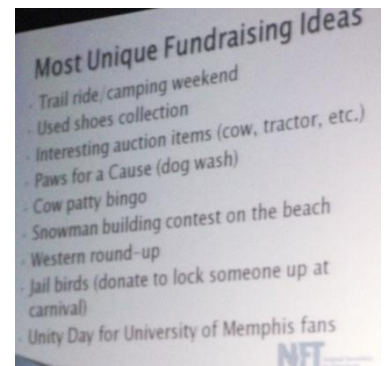 Most Unique Fundraising Ideas
- Trail ride/camping weekend
- Used shoes collection
- Interesting auction items (cow, tractor, etc.)
- Paws for a Cause (dog wash)
- Cow patty bingo
- Snowman building contest on the beach
- Western round-up
- Jail birds (donate to lock someone up at
carnival)
- Unity Day for University of Memphis fans